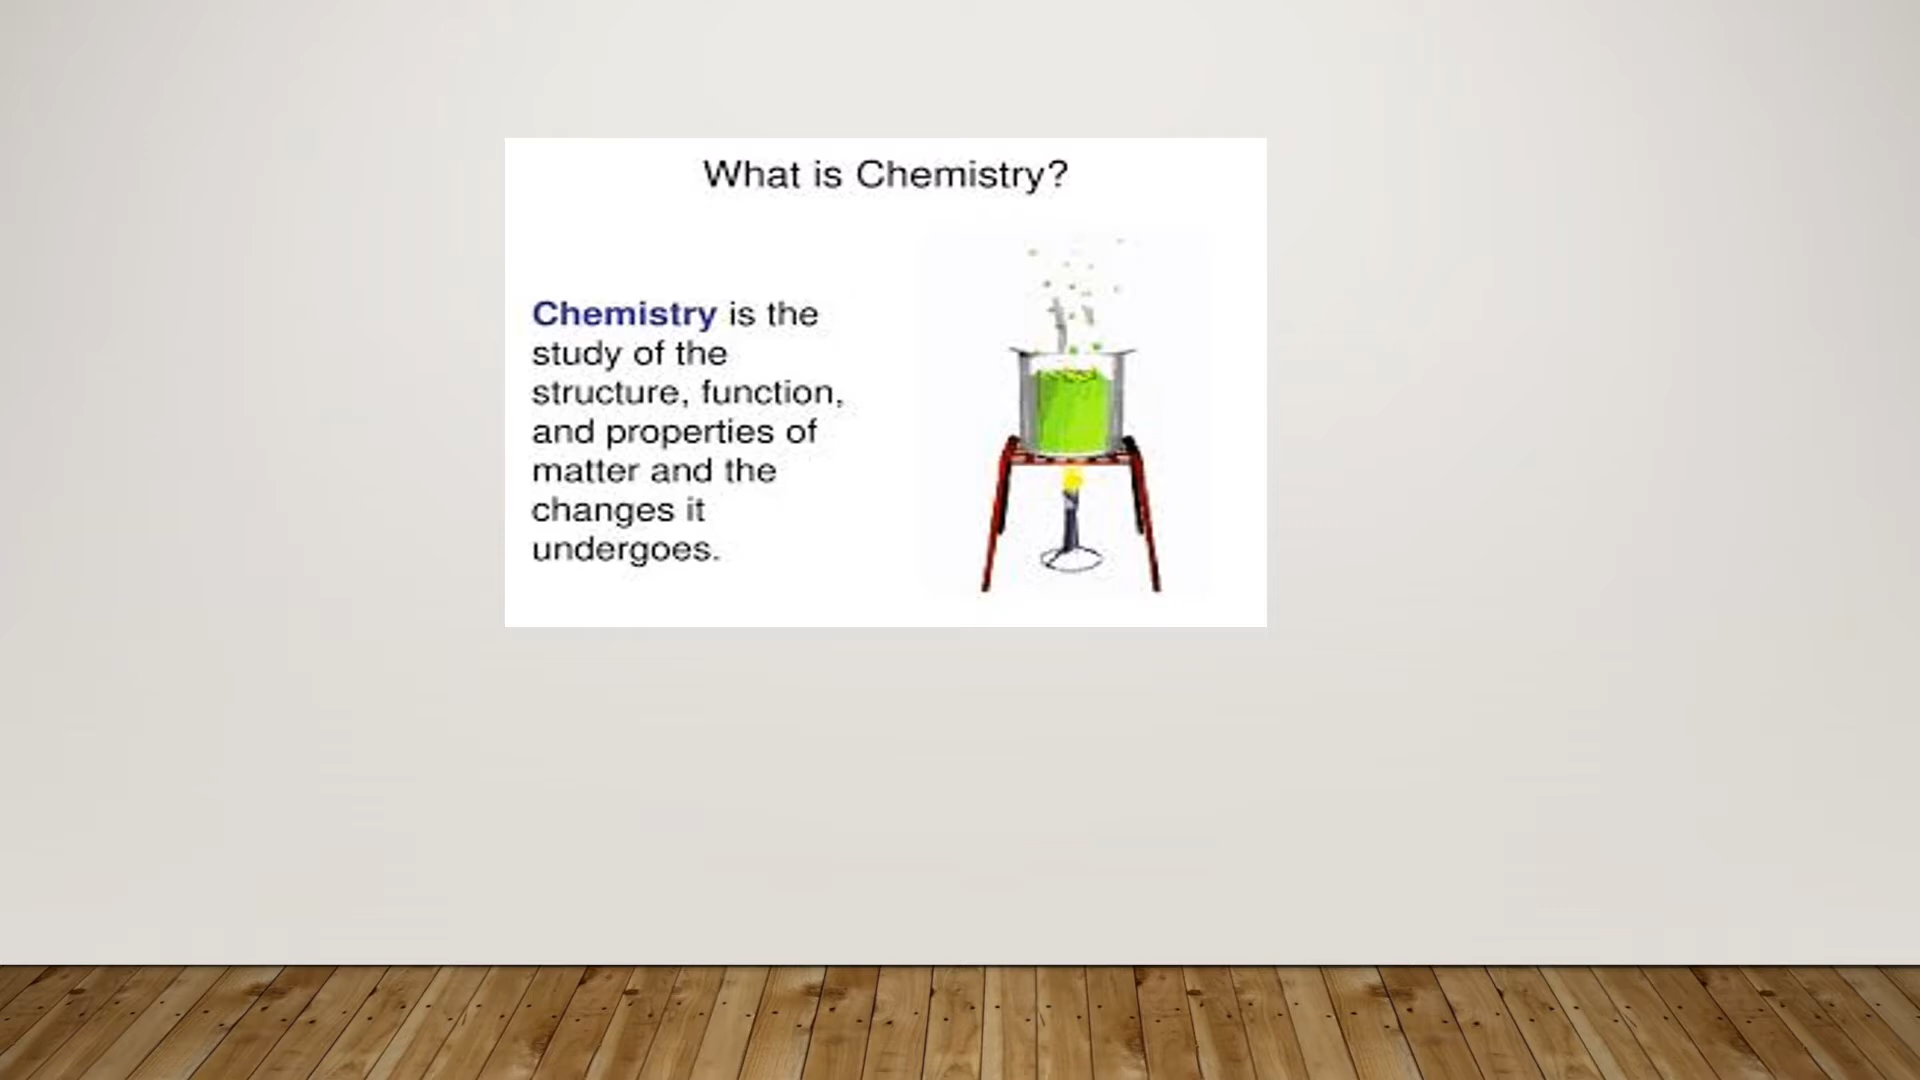 What is Chemistry?
Chemistry is the
study of the
structure, function,
and properties of
matter and the
changes it
undergoes.